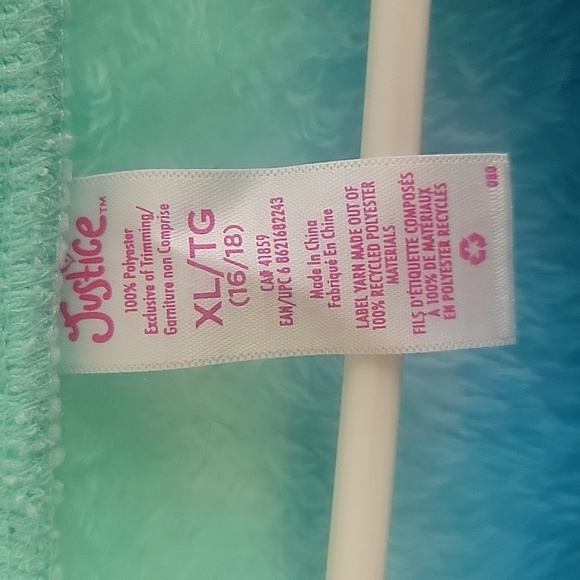 Justice™
100% Polyester
Exclusive of Trimming/
Garniture non Comprise
XL/TG
(16/18)
CA# 41859
EAN/UPC 6 8621682243
Made In China
Fabriqué En Chine
LABEL YARN MADE OUT OF
100% RECYCLED POLYESTER
MATERIALS
FILS D'ÉTIQUETTE COMPOSÉS
À 100% DE MATÉRIAUX
EN POLYESTER RECYCLÉS
080